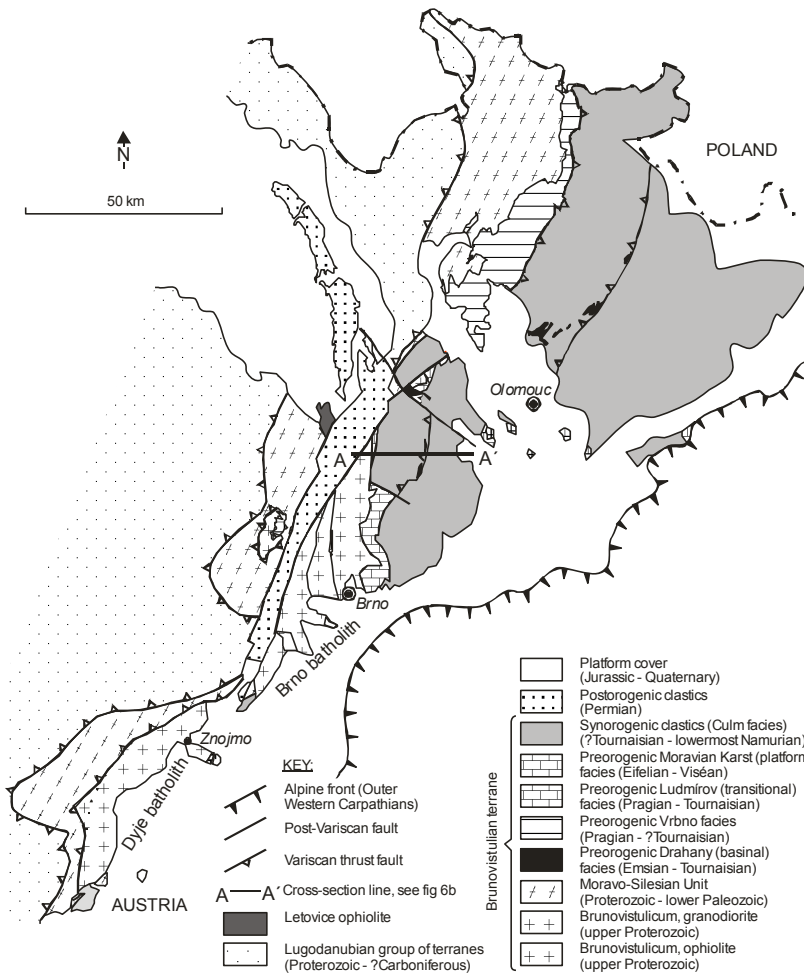 N
50 km
POLAND
Olomouc
A A´
Brno
Brno batholith
Znojmo
Dyje batholith
AUSTRIA
KEY:
Alpine front (Outer
Western Carpathians)
Post-Variscan fault
Variscan thrust fault
A A´ Cross-section line, see fig 6b
Letovice ophiolite
Lugodanubian group of terranes
(Proterozoic - ?Carboniferous)
Platform cover
(Jurassic - Quaternary)
Postorogenic clastics
(Permian)
Brunovistulian terrane
Synorogenic clastics (Culm facies)
(?Tournaisian - lowermost Namurian)
Preorogenic Moravian Karst (platform)
facies (Eifelian - Viséan)
Preorogenic Ludmírov (transitional)
facies (Pragian - Tournaisian)
Preorogenic Vrbno facies
(Pragian - ?Tournaisian)
Preorogenic Drahany (basinal)
facies (Emsian - Tournaisian)
Moravo-Silesian Unit
(Proterozoic - lower Paleozoic)
Brunovistulicum, granodiorite
(upper Proterozoic)
Brunovistulicum, ophiolite
(upper Proterozoic)